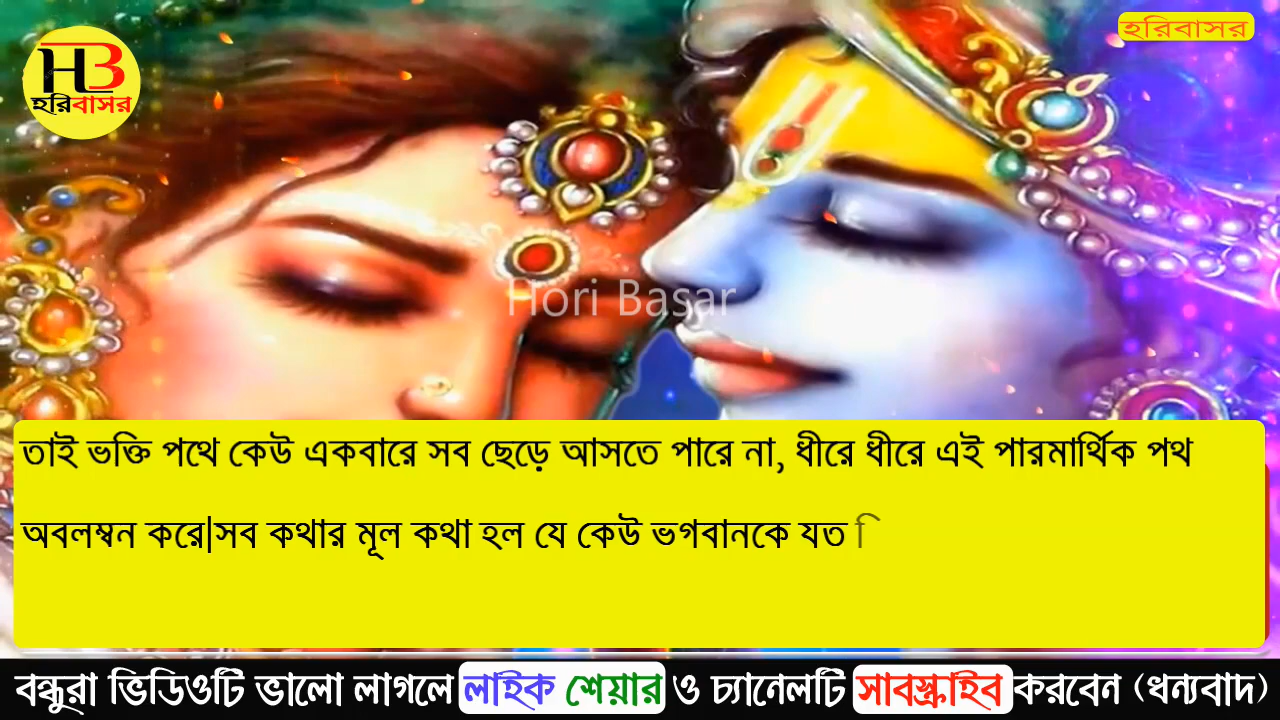 HB
হরিবাসর
হরিবাসর
Hori Basar
তাই ভক্তি পথে কেউ একবারে সব ছেড়ে আসতে পারে না, ধীরে ধীরে এই পারমার্থিক পথ
অবলম্বন করে|সব কথার মূল কথা হল যে কেউ ভগবানকে যত
বন্ধুরা ভিডিওটি ভালো লাগলে লাইক শেয়ার ও চ্যানেলটি সাবস্ক্রাইব করবেন (ধন্যবাদ)